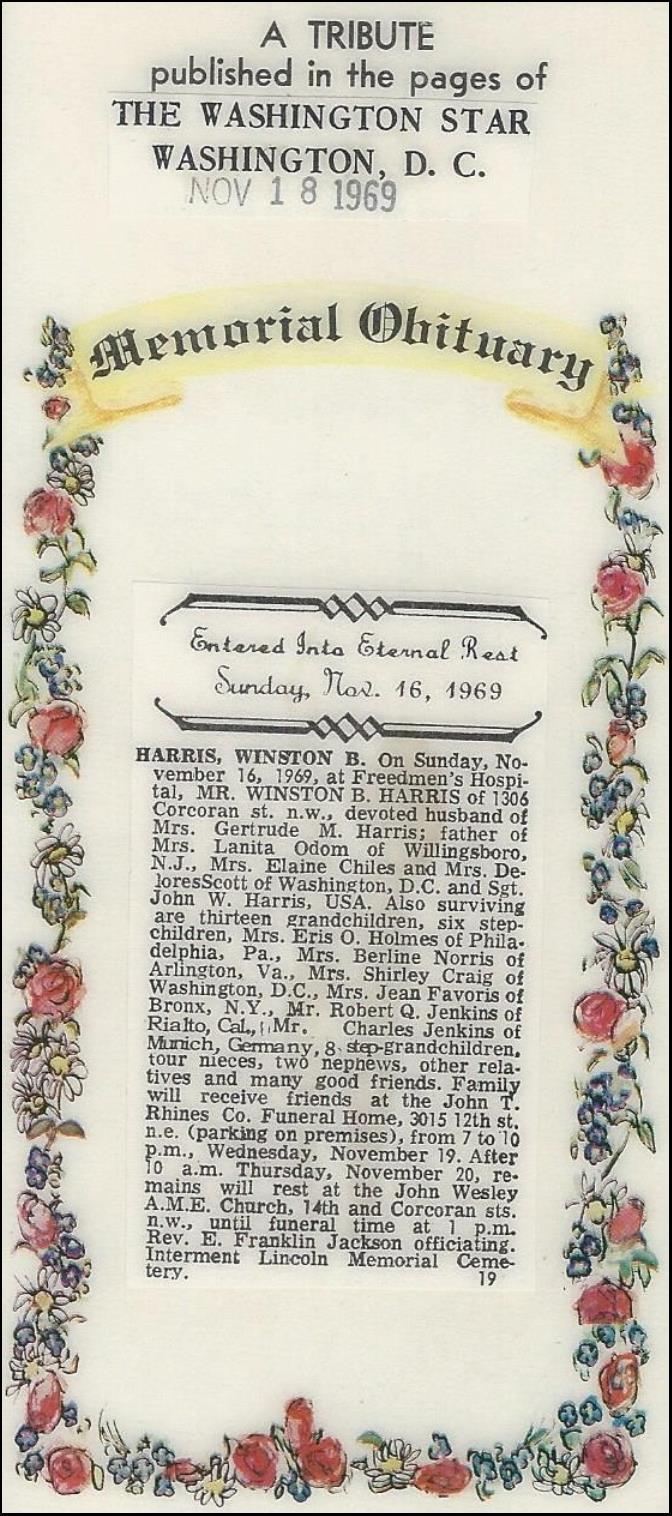 A TRIBUTE
published in the pages of
THE WASHINGTON STAR
WASHINGTON, D. C.
NOV 18 1969
Memorial Obituary
Entered Into Eternal Rest
Sunday, Nov. 16, 1969
HARRIS, WINSTON B. On Sunday, No-
vember 16, 1969, at Freedmen's Hospi-
tal, MR. WINSTON B. HARRIS of 1306
Corcoran st. n.w., devoted husband of
Mrs. Gertrude M. Harris; father of
Mrs. Lanita Odom of Willingsboro,
N.J., Mrs. Elaine Chiles and Mrs. De-
loresScott of Washington, D.C. and Sgt.
John W. Harris, USA. Also surviving
are thirteen grandchildren, six step-
children, Mrs. Eris O. Holmes of Phila-
delphia, Pa., Mrs. Berline Norris of
Arlington, Va., Mrs. Shirley Craig of
Washington, D.C., Mrs. Jean Favoris of
Bronx, N.Y., Mr. Robert Q. Jenkins of
Rialto, Cal., Mr. Charles Jenkins of
Munich, Germany, 8 step-grandchildren,
four nieces, two nephews, other rela-
tives and many good friends. Family
will receive friends at the John T.
Rhines Co. Funeral Home, 3015 12th st.
n.e. (parking on premises), from 7 to 10
p.m., Wednesday, November 19. After
10 a.m. Thursday, November 20, re-
mains will rest at the John Wesley
A.M.E. Church, 14th and Corcoran sts.
n.w., until funeral time at 1 p.m.
Rev. E. Franklin Jackson officiating.
Interment Lincoln Memorial Ceme-
tery. 19